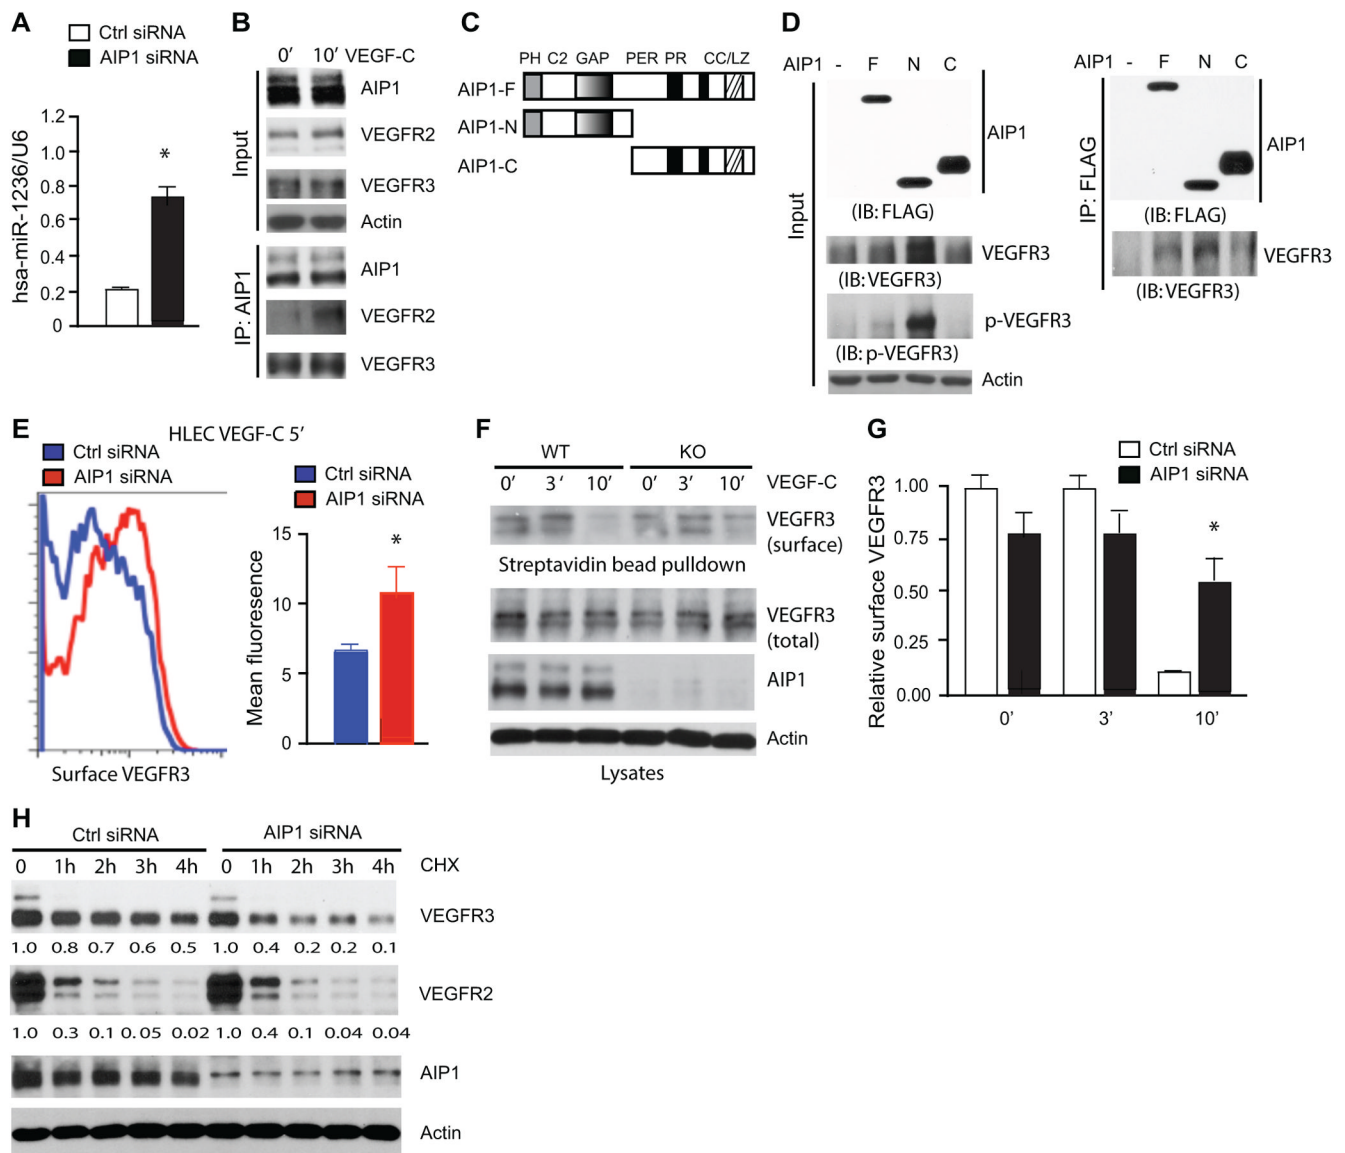 A
Ctrl siRNA
AIP1 siRNA
hsa-miR-1236/U6
1.2
1.0
0.8
0.6
0.4
0.2
0
*
B
0′ 10′ VEGF-C
Input
AIP1
VEGFR2
VEGFR3
Actin
IP: AIP1
AIP1
VEGFR2
VEGFR3
C
PH C2 GAP PER PR CC/LZ
AIP1-F
AIP1-N
AIP1-C
D
AIP1 - F N C
Input
AIP1
(IB: FLAG)
VEGFR3
(IB: VEGFR3)
p-VEGFR3
(IB: p-VEGFR3)
Actin
AIP1 - F N C
IP: FLAG
AIP1
(IB: FLAG)
VEGFR3
(IB: VEGFR3)
E
HLEC VEGF-C 5′
Ctrl siRNA
AIP1 siRNA
Surface VEGFR3
Ctrl siRNA
AIP1 siRNA
Mean fluoresence
15
10
5
0
*
F
WT KO
0′ 3′ 10′ 0′ 3′ 10′ VEGF-C
VEGFR3
(surface)
Streptavidin bead pulldown
VEGFR3
(total)
AIP1
Actin
Lysates
G
Ctrl siRNA
AIP1 siRNA
Relative surface VEGFR3
1.00
0.75
0.50
0.25
0.00
*
0′ 3′ 10′
H
Ctrl siRNA AIP1 siRNA
0 1h 2h 3h 4h 0 1h 2h 3h 4h CHX
VEGFR3
1.0 0.8 0.7 0.6 0.5 1.0 0.4 0.2 0.2 0.1
VEGFR2
1.0 0.3 0.1 0.05 0.02 1.0 0.4 0.1 0.04 0.04
AIP1
Actin